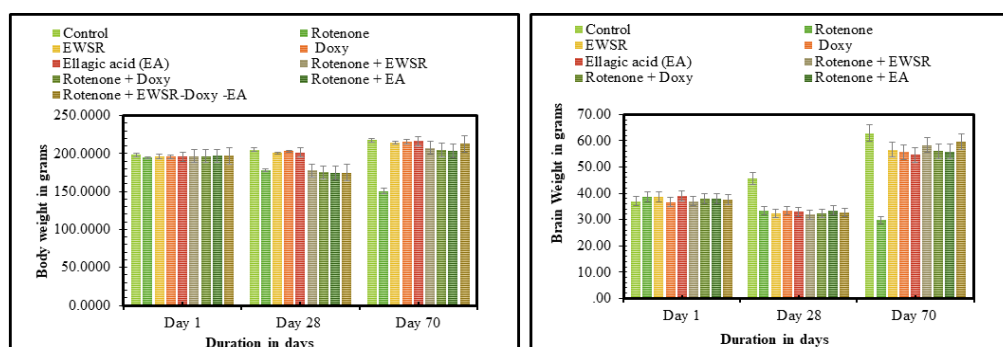 Control Rotenone
EWSR Doxy
Ellagic acid (EA) Rotenone + EWSR
Rotenone + Doxy Rotenone + EA
Rotenone + EWSR-Doxy -EA
250.0000
200.0000
150.0000
100.0000
50.0000
0.0000
Body weight in grams
Day 1 Day 28 Day 70
Duration in days
Control Rotenone
EWSR Doxy
Ellagic acid (EA) Rotenone + EWSR
Rotenone + Doxy Rotenone + EA
70.00
60.00
50.00
40.00
30.00
20.00
10.00
.00
Brain Weight in grams
Day 1 Day 28 Day 70
Duration in days